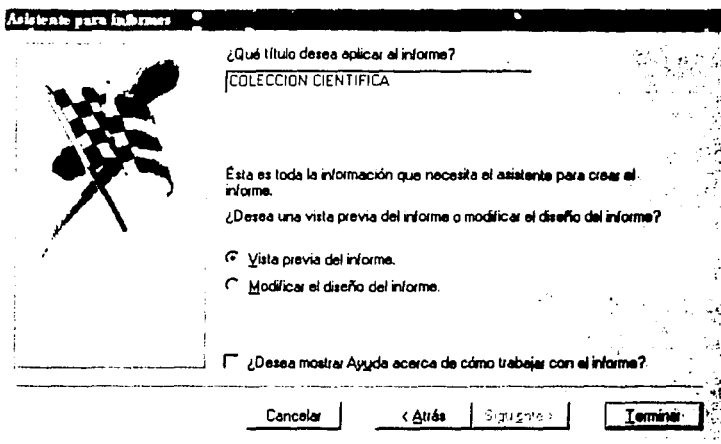 Asistente para informes
¿Qué título desea aplicar al informe?
COLECCION CIENTIFICA
Ésta es toda la información que necesita el asistente para crear el
informe.
¿Desea una vista previa del informe o modificar el diseño del informe?
Vista previa del informe.
Modificar el diseño del informe.
¿Desea mostrar Ayuda acerca de cómo trabajar con el informe?
Cancelar
< Atrás
Siguiente >
Terminar